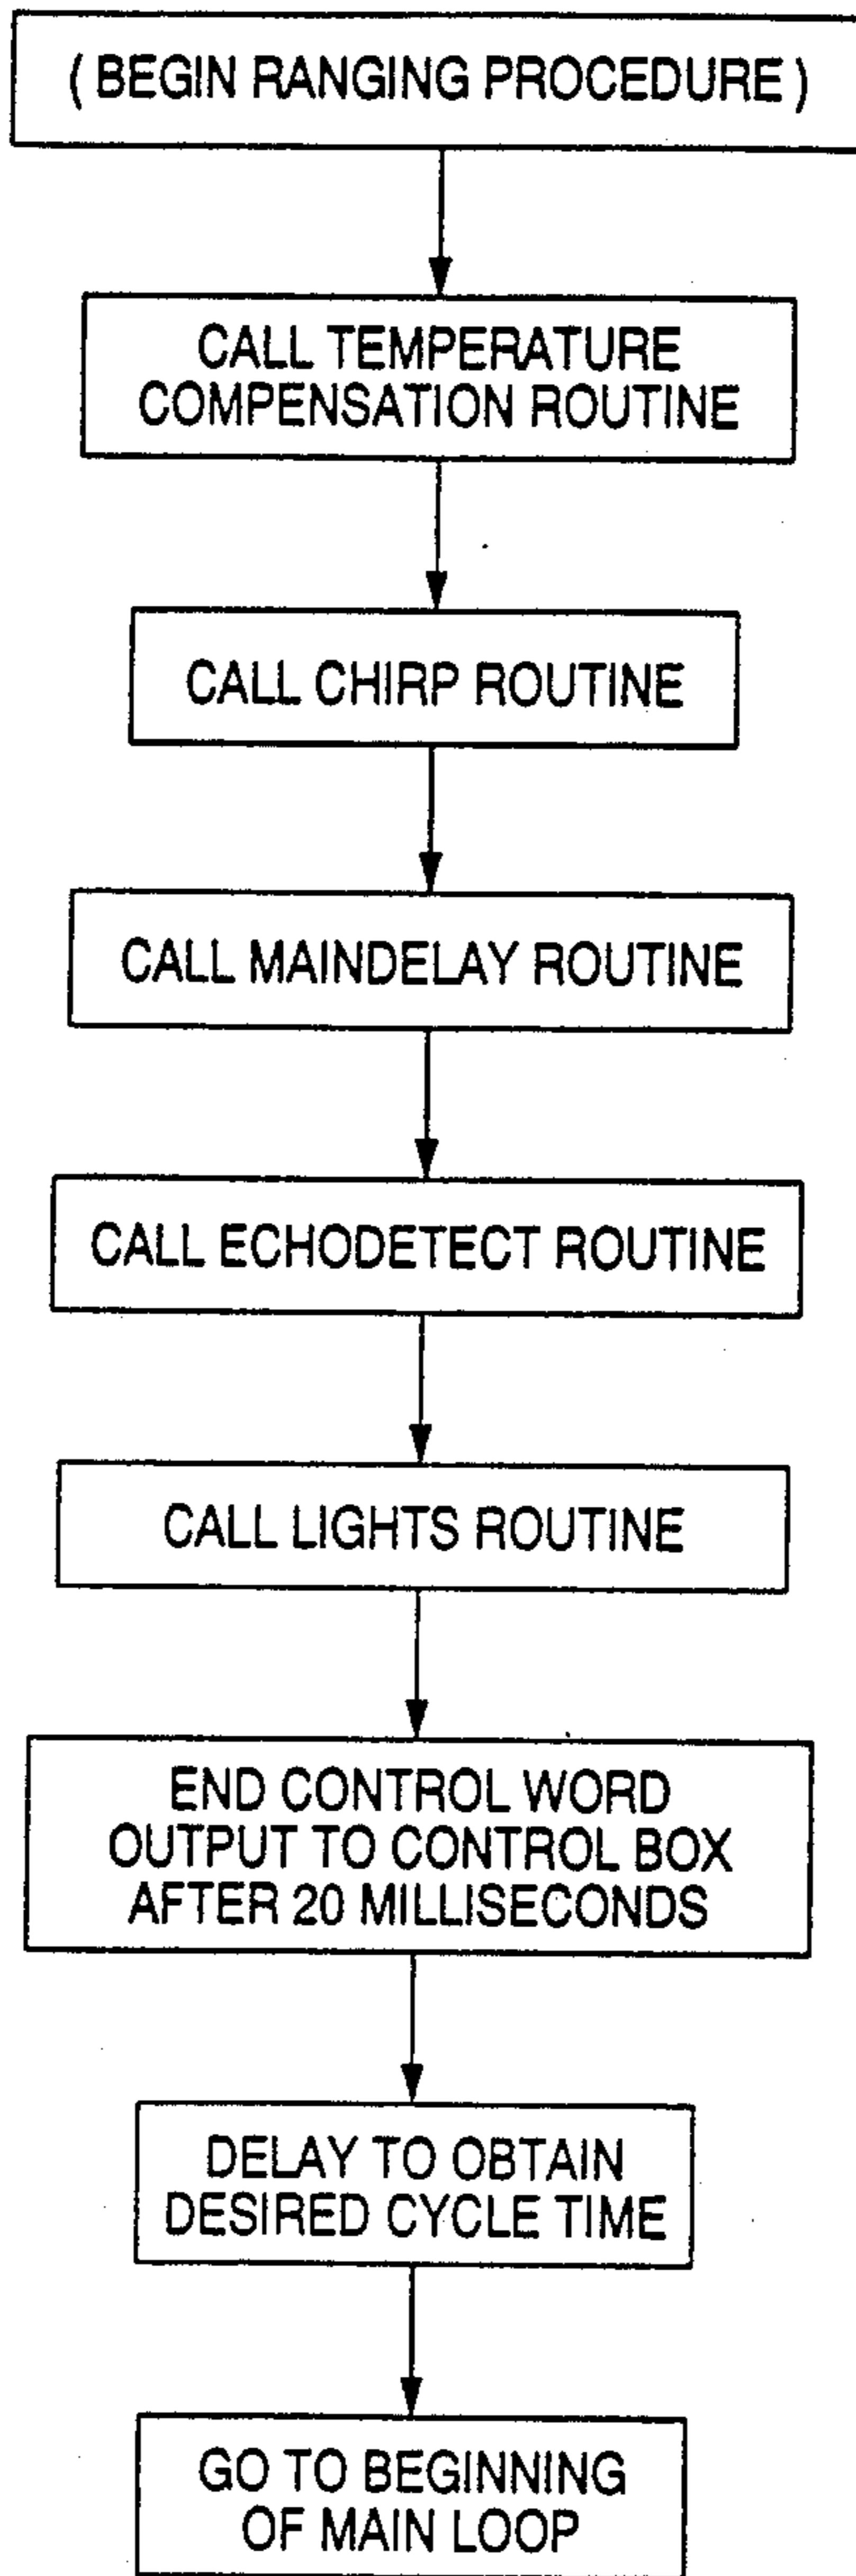 ( BEGIN RANGING PROCEDURE )
CALL TEMPERATURE
COMPENSATION ROUTINE
CALL CHIRP ROUTINE
CALL MAINDELAY ROUTINE
CALL ECHODETECT ROUTINE
CALL LIGHTS ROUTINE
END CONTROL WORD
OUTPUT TO CONTROL BOX
AFTER 20 MILLISECONDS
DELAY TO OBTAIN
DESIRED CYCLE TIME
GO TO BEGINNING
OF MAIN LOOP